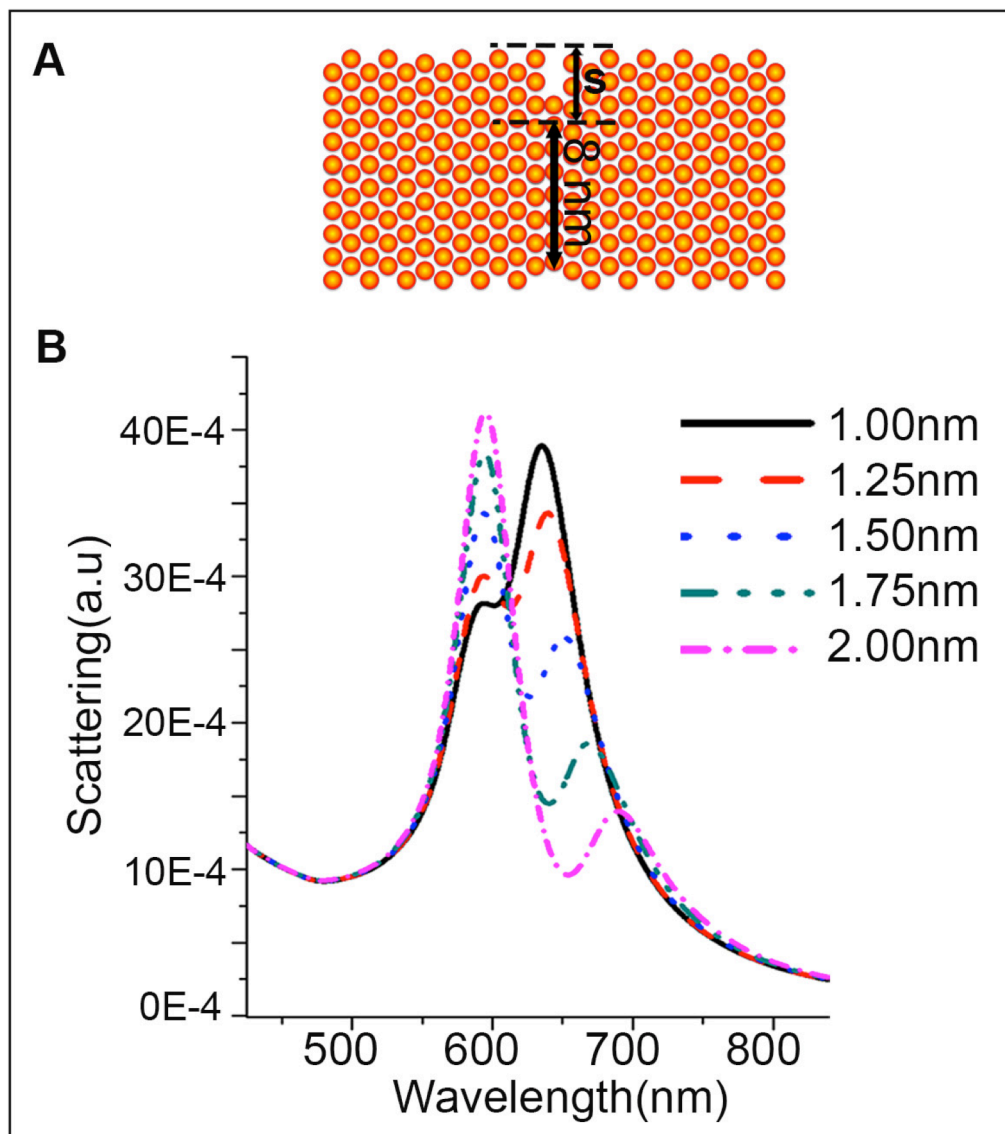 A
s
8 nm
B
40E-4
30E-4
20E-4
10E-4
0E-4
Scattering(a.u)
500 600 700 800
Wavelength(nm)
1.00nm
1.25nm
1.50nm
1.75nm
2.00nm